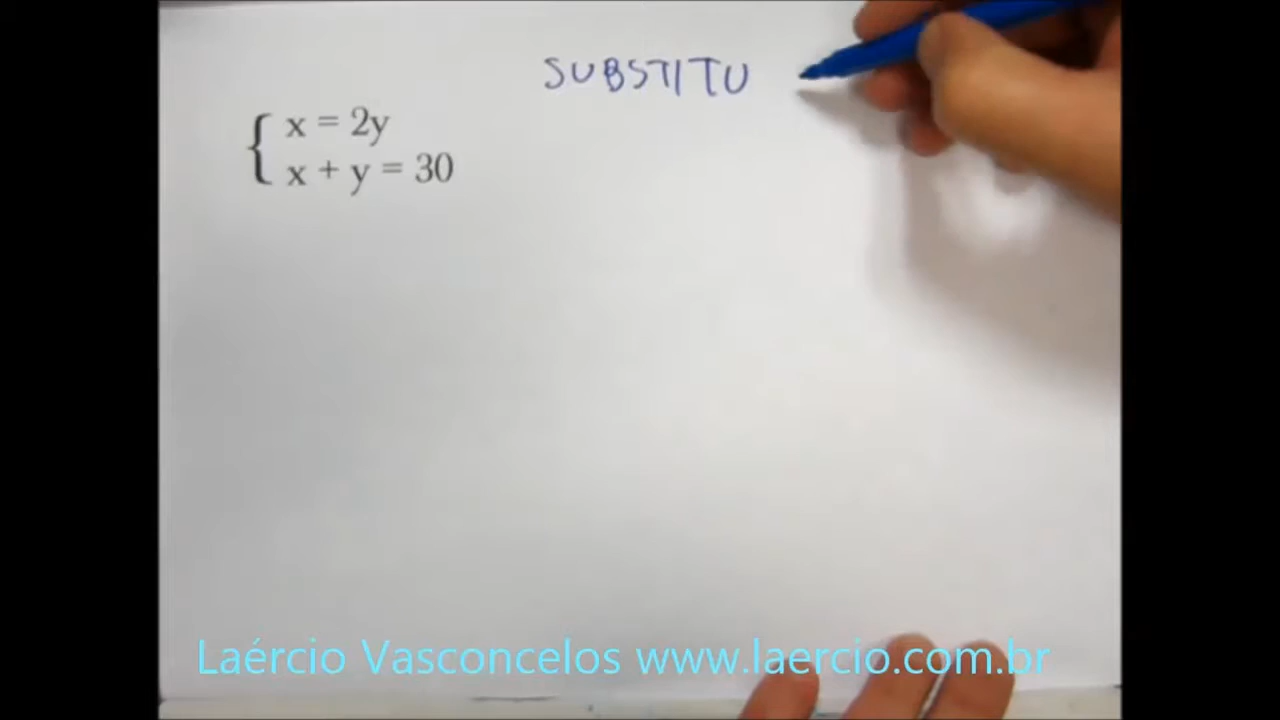 SUBSTITU
x = 2y
x + y = 30
Laércio Vasconcelos www.laercio.com.br